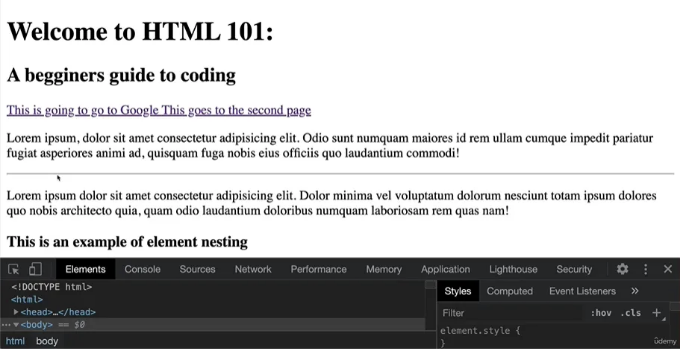 Welcome to HTML 101:
A begginers guide to coding
This is going to go to Google This goes to the second page
Lorem ipsum, dolor sit amet consectetur adipisicing elit. Odio sunt numquam maiores id rem ullam cumque impedit pariatur
fugiat asperiores animi ad, quisquam fuga nobis eius officiis quo laudantium commodi!
Lorem ipsum dolor sit amet consectetur adipisicing elit. Dolor minima vel voluptatum dolorum nesciunt totam ipsum dolores
quo nobis architecto quia, quam odio laudantium doloribus numquam laboriosam rem quas nam!
This is an example of element nesting
Elements Console Sources Network Performance Memory Application Lighthouse Security
<!DOCTYPE html>
<html>
<head>…</head>
<body> == $0
html body
Styles Computed Event Listeners »
Filter :hov .cls +
element.style {
}
ûdemy